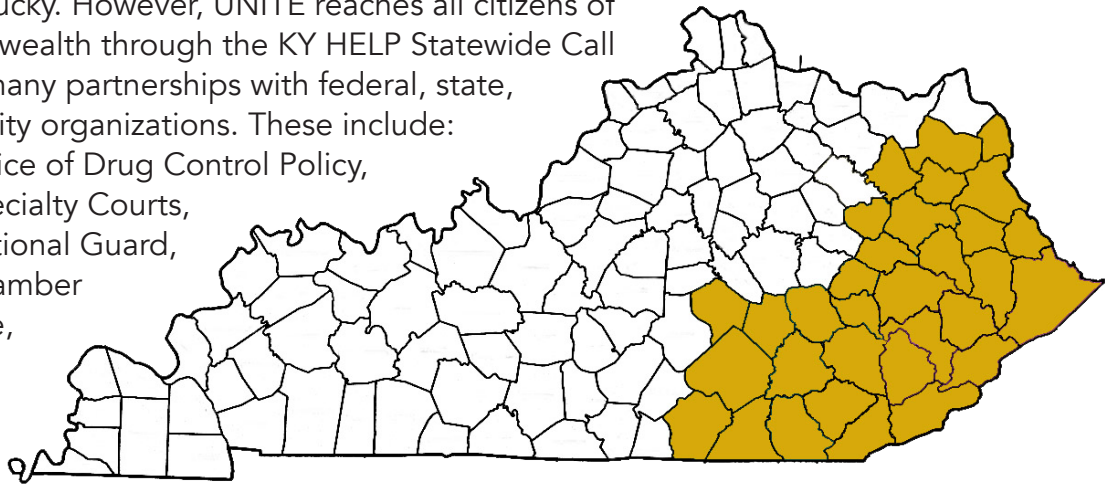 ucky. However, UNITE reaches all citizens of
wealth through the KY HELP Statewide Call
many partnerships with federal, state,
ity organizations. These include:
ice of Drug Control Policy,
ecialty Courts,
tional Guard,
amber
e,